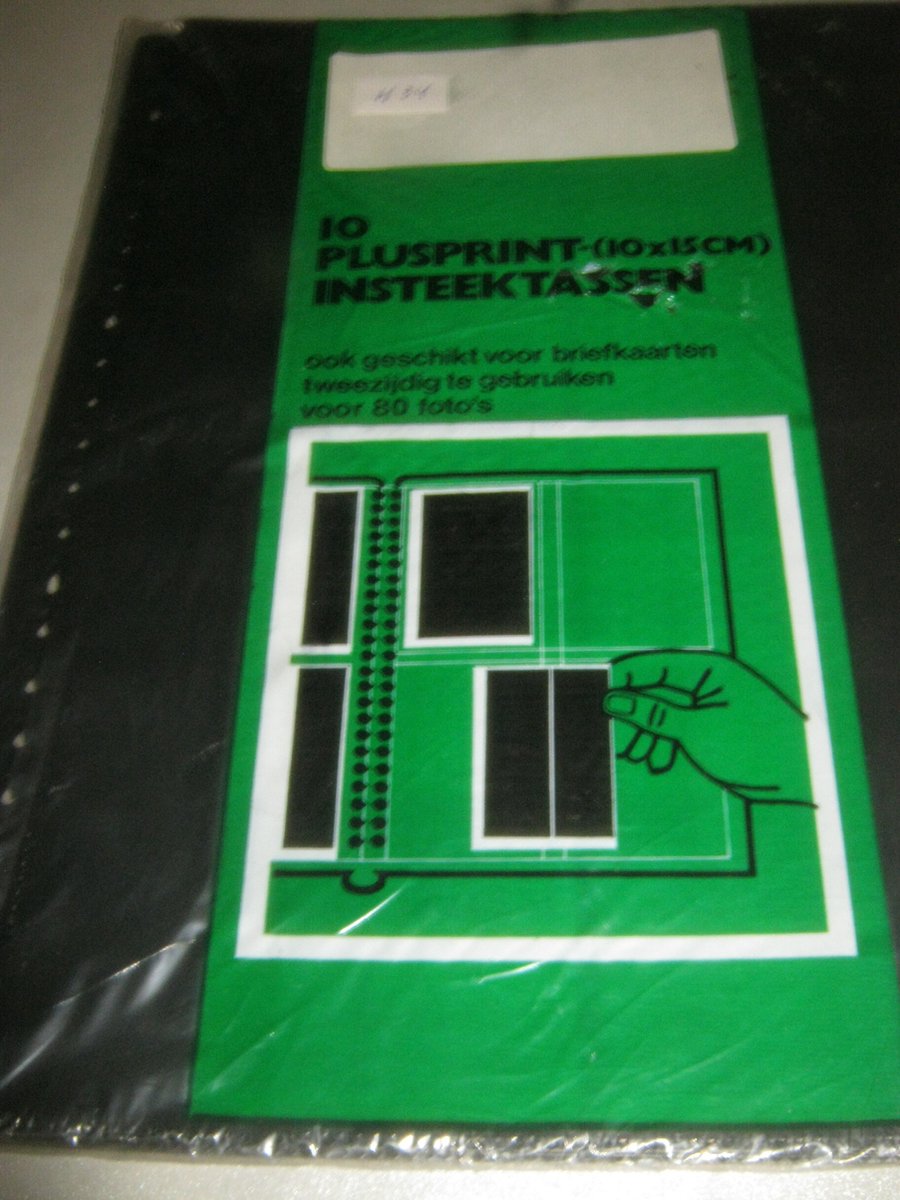 10
PLUSPRINT-(10x15CM)
INSTEEKTASSEN
ook geschikt voor briefkaarten
tweezijdig te gebruiken
voor 80 foto's